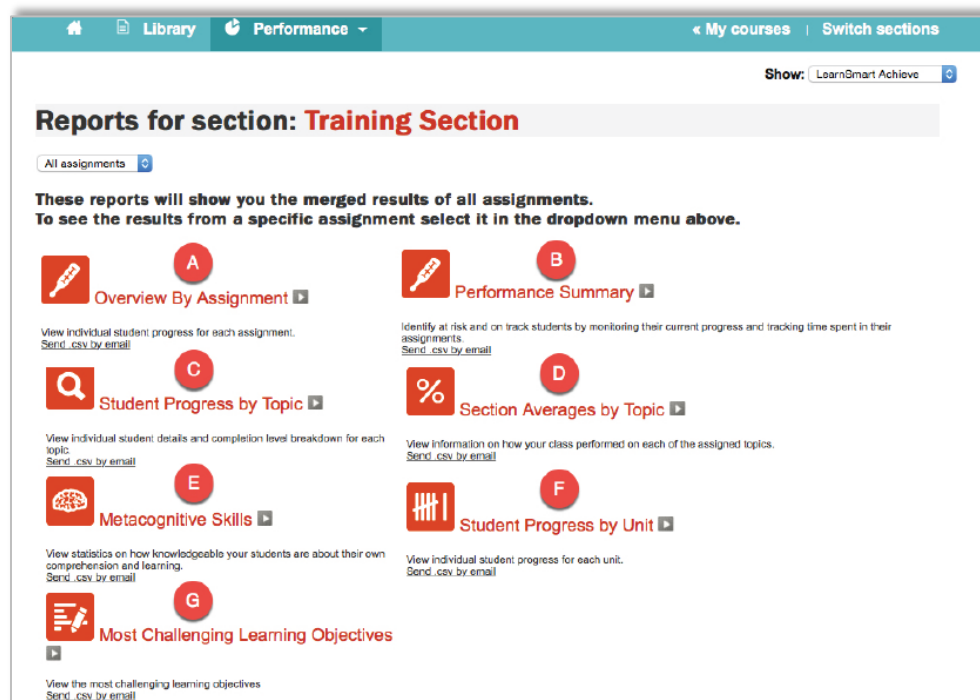 Library Performance « My courses | Switch sections
Show: LearnSmart Achieve
Reports for section: Training Section
All assignments
These reports will show you the merged results of all assignments.
To see the results from a specific assignment select it in the dropdown menu above.
A
Overview By Assignment
View individual student progress for each assignment.
Send .csv by email
B
Performance Summary
Identify at risk and on track students by monitoring their current progress and tracking time spent in their
assignments.
Send .csv by email
C
Student Progress by Topic
View individual student details and completion level breakdown for each
topic.
Send .csv by email
D
%
Section Averages by Topic
View information on how your class performed on each of the assigned topics.
Send .csv by email
E
Metacognitive Skills
View statistics on how knowledgeable your students are about their own
comprehension and learning.
Send .csv by email
F
Student Progress by Unit
View individual student progress for each unit.
Send .csv by email
G
Most Challenging Learning Objectives
View the most challenging learning objectives
Send .csv by email